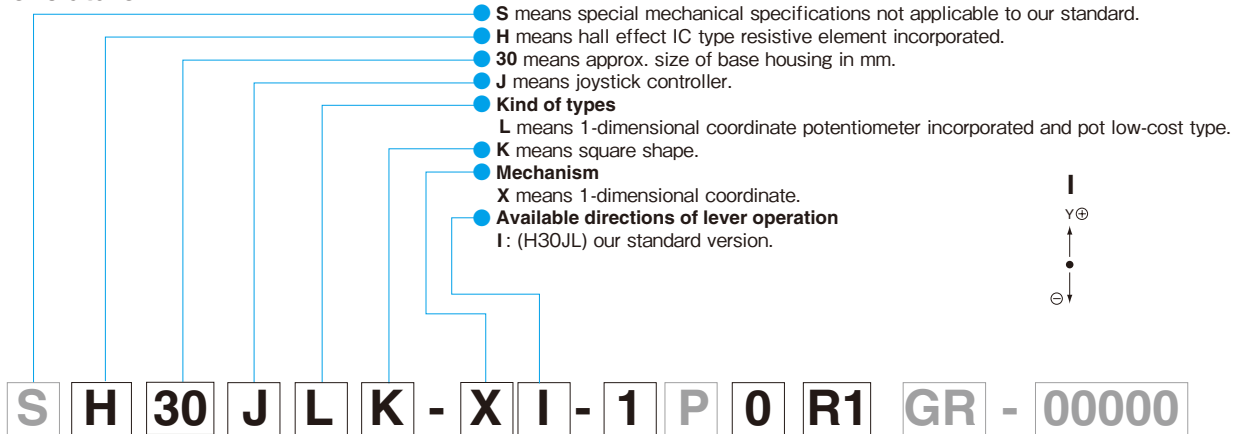 S means special mechanical specifications not applicable to our standard.
H means hall effect IC type resistive element incorporated.
30 means approx. size of base housing in mm.
J means joystick controller.
Kind of types
L means 1-dimensional coordinate potentiometer incorporated and pot low-cost type.
K means square shape.
Mechanism
X means 1-dimensional coordinate.
Available directions of lever operation
I : (H30JL) our standard version.
I
Y⊕
⊖
S H 30 J L K - X I - 1 P 0 R1 GR - 00000